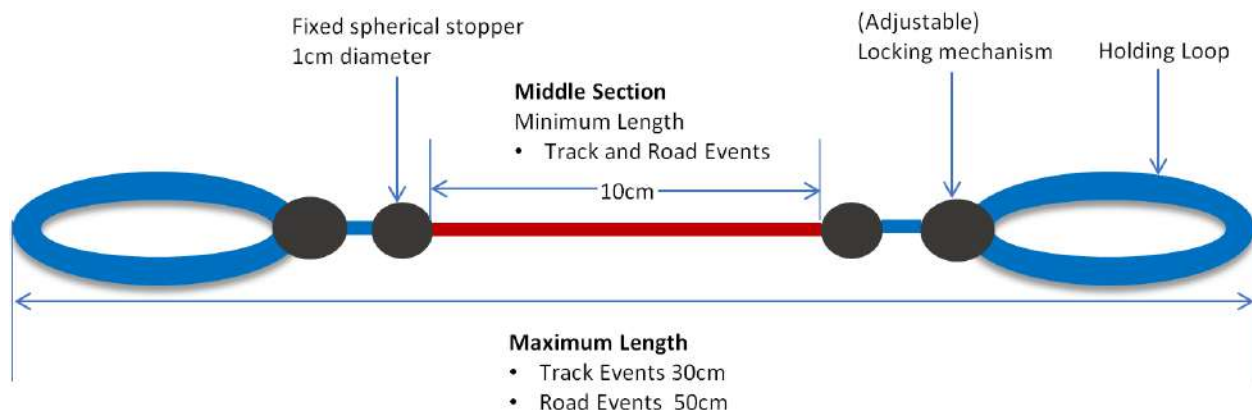 Fixed spherical stopper
1cm diameter
(Adjustable)
Locking mechanism
Holding Loop
Middle Section
Minimum Length
• Track and Road Events
10cm
Maximum Length
• Track Events 30cm
• Road Events 50cm